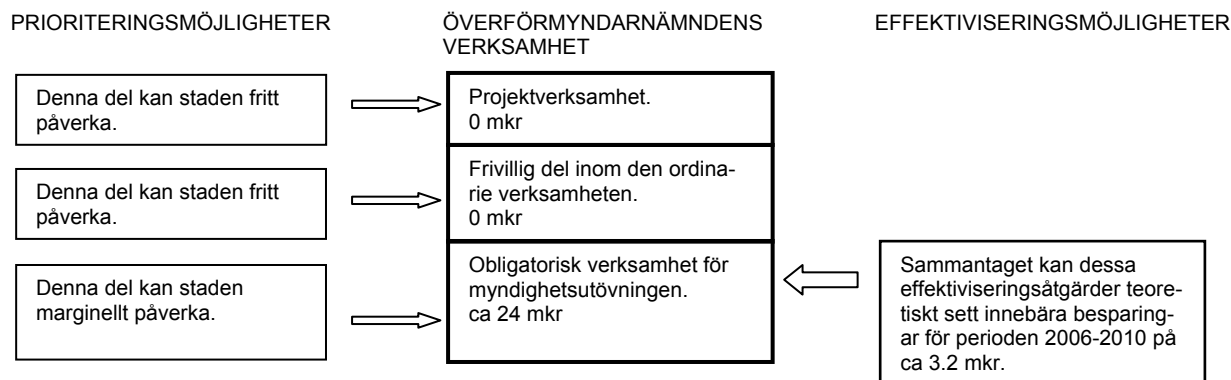 PRIORITERINGSMÖJLIGHETER
ÖVERFÖRMYNDARNÄMNDENS
VERKSAMHET
EFFEKTIVISERINGSMÖJLIGHETER
Denna del kan staden fritt
påverka.
Projektverksamhet.
0 mkr
Denna del kan staden fritt
påverka.
Frivillig del inom den ordina-
rie verksamheten.
0 mkr
Denna del kan staden
marginellt påverka.
Obligatorisk verksamhet för
myndighetsutövningen.
ca 24 mkr
Sammantaget kan dessa
effektiviseringsåtgärder teore-
tiskt sett innebära besparing-
ar för perioden 2006-2010 på
ca 3.2 mkr.